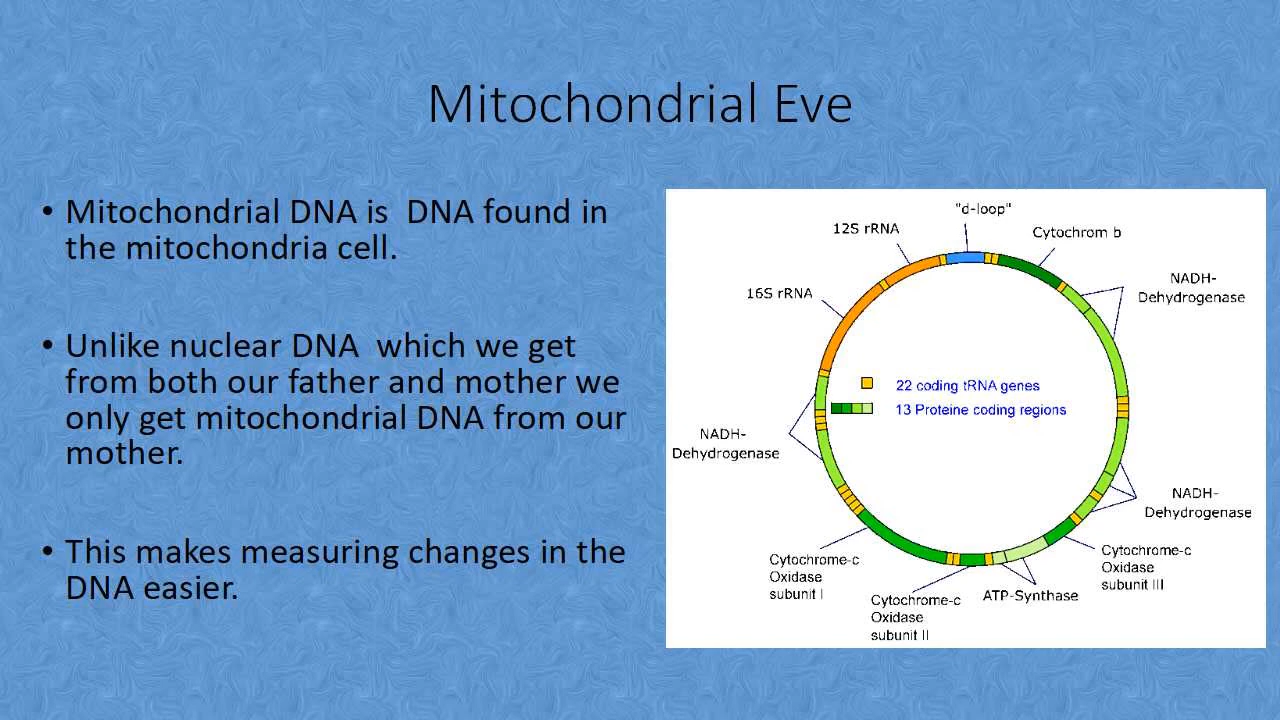 Mitochondrial Eve
• Mitochondrial DNA is  DNA found in
the mitochondria cell.
• Unlike nuclear DNA  which we get
from both our father and mother we
only get mitochondrial DNA from our
mother.
• This makes measuring changes in the
DNA easier.
"d-loop"
12S rRNA
Cytochrom b
16S rRNA
NADH-
Dehydrogenase
22 coding tRNA genes
13 Proteine coding regions
NADH-
Dehydrogenase
NADH-
Dehydrogenase
Cytochrome-c
Oxidase
subunit I
Cytochrome-c
Oxidase
subunit II
ATP-Synthase
Cytochrome-c
Oxidase
subunit III